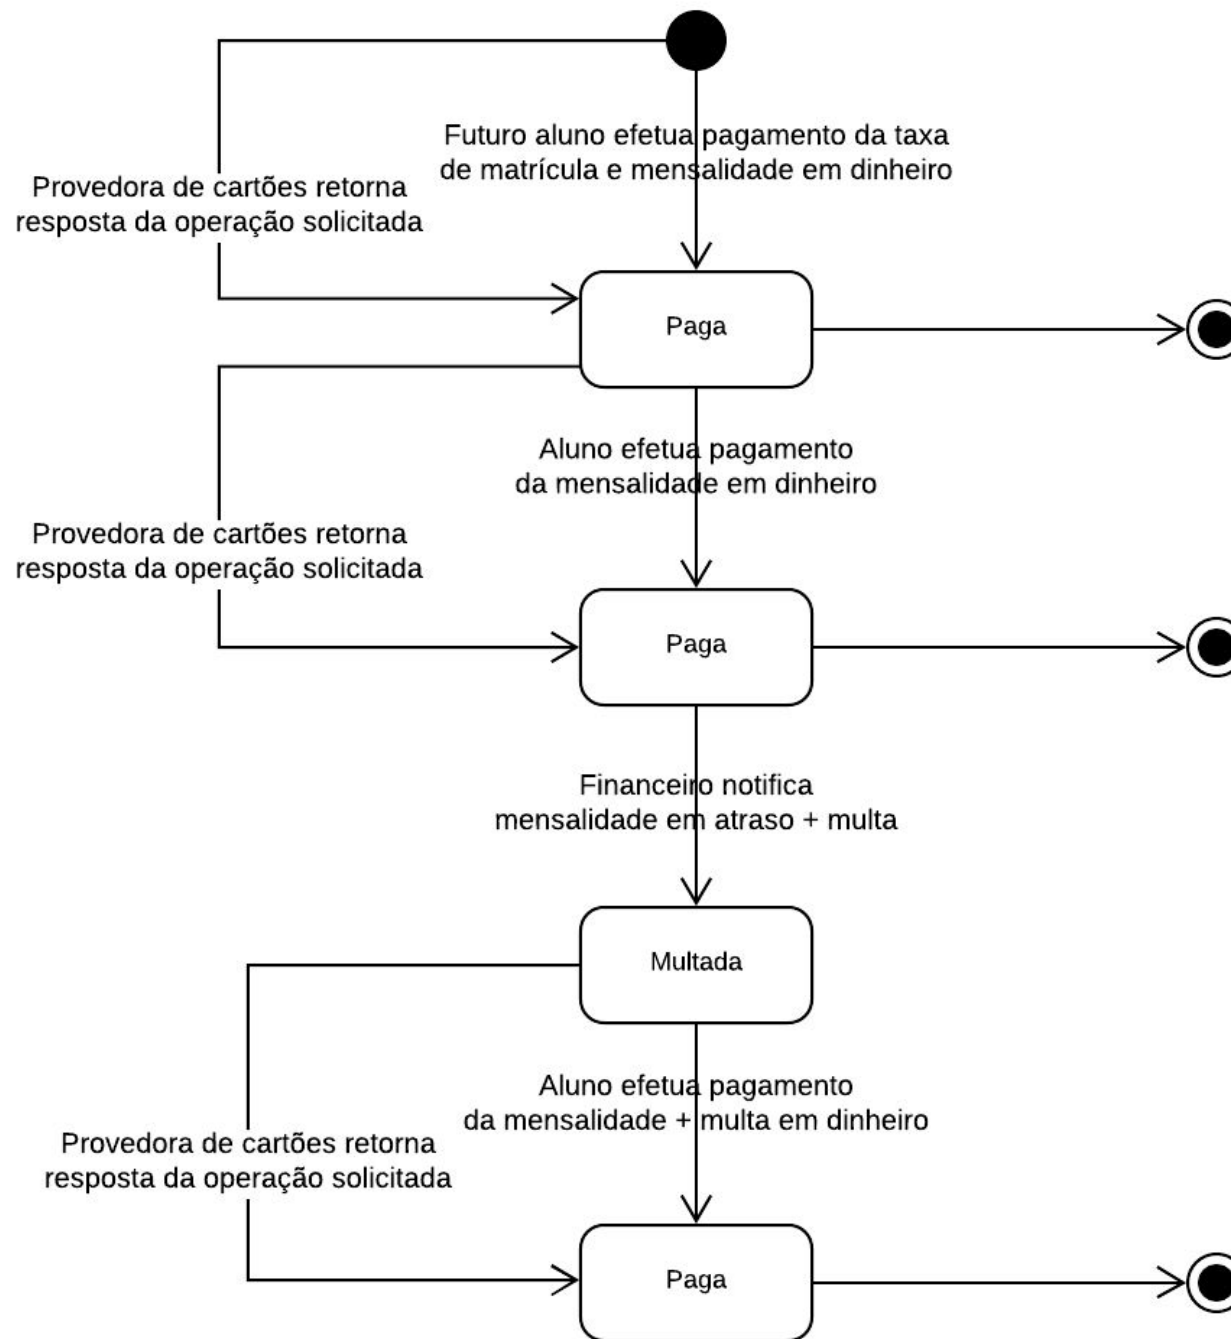 Futuro aluno efetua pagamento da taxa
de matrícula e mensalidade em dinheiro
Provedora de cartões retorna
resposta da operação solicitada
Paga
Aluno efetua pagamento
da mensalidade em dinheiro
Provedora de cartões retorna
resposta da operação solicitada
Paga
Financeiro notifica
mensalidade em atraso + multa
Multada
Aluno efetua pagamento
da mensalidade + multa em dinheiro
Provedora de cartões retorna
resposta da operação solicitada
Paga